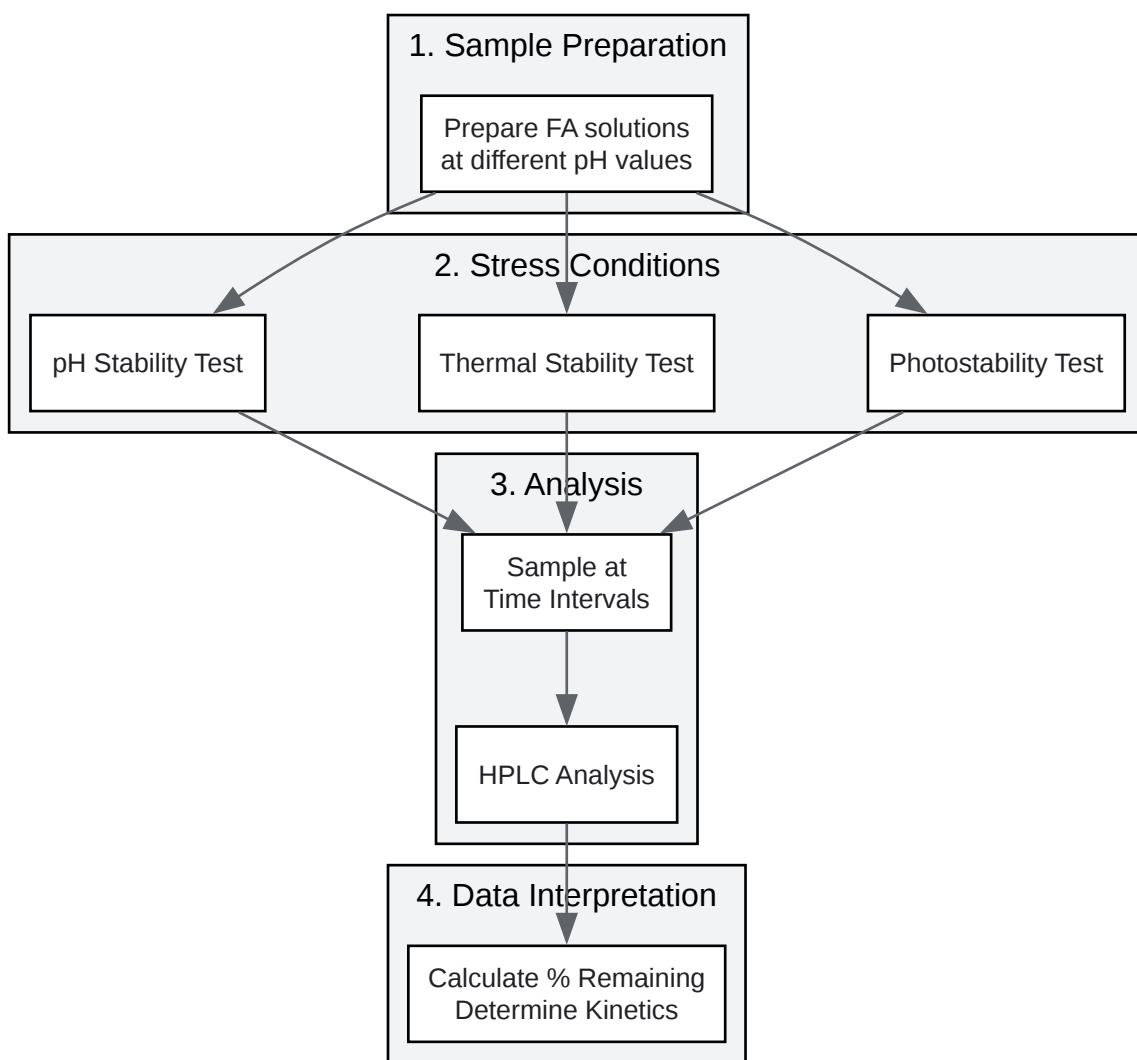 1. Sample Preparation
Prepare FA solutions
at different pH values
2. Stress Conditions
pH Stability Test
Thermal Stability Test
Photostability Test
3. Analysis
Sample at
Time Intervals
HPLC Analysis
4. Data Interpretation
Calculate % Remaining
Determine Kinetics